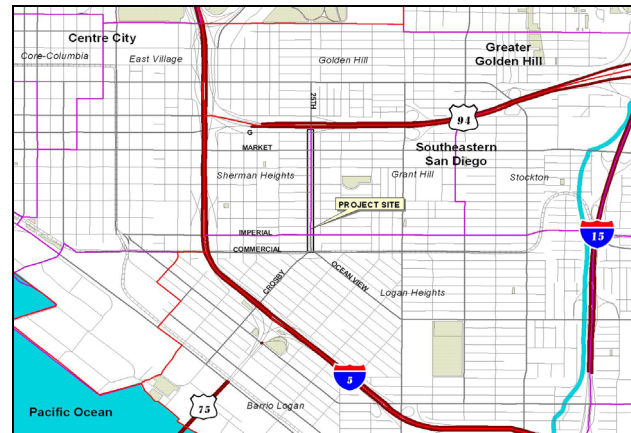 Centre City
Core-Columbia
East Village
Golden Hill
Greater
Golden Hill
25TH
94
G
MARKET
Southeastern
San Diego
Sherman Heights
Grant Hill
Stockton
PROJECT SITE
IMPERIAL
COMMERCIAL
15
CROSBY
OCEAN VIEW
Logan Heights
5
75
Barrio Logan
Pacific Ocean